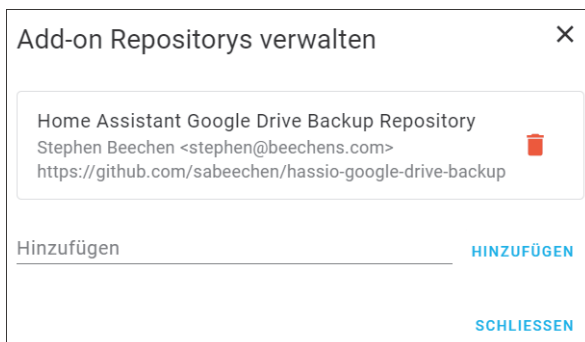 Add-on Repositorys verwalten
Home Assistant Google Drive Backup Repository
Stephen Beechen <stephen@beechens.com>
https://github.com/sabeechen/hassio-google-drive-backup
Hinzufügen
HINZUFÜGEN
SCHLIESSEN